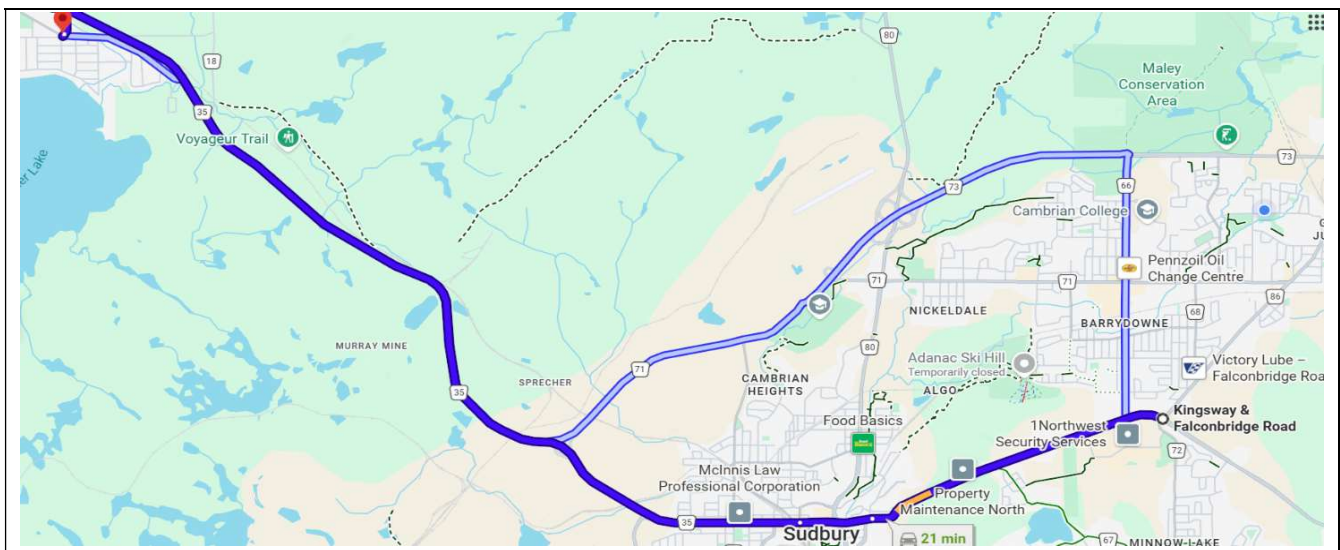 80
Maley
Conservation
Area
18
35
Voyageur Trail
73
73
66
Cambrian College
Pennzoil Oil
Change Centre
71
71
86
NICKELDALE
BARRYDOWNE
68
MURRAY MINE
80
Adanac Ski Hill
Temporarily closed
Victory Lube –
Falconbridge Roa
SPRECHER
71
CAMBRIAN
HEIGHTS
ALGO
35
Food Basics
Kingsway &
Falconbridge Road
1Northwest
Security Services
72
McInnis Law
Professional Corporation
Property
Maintenance North
35
Sudbury
21 min
67
MINNOW-LAKE
Lake